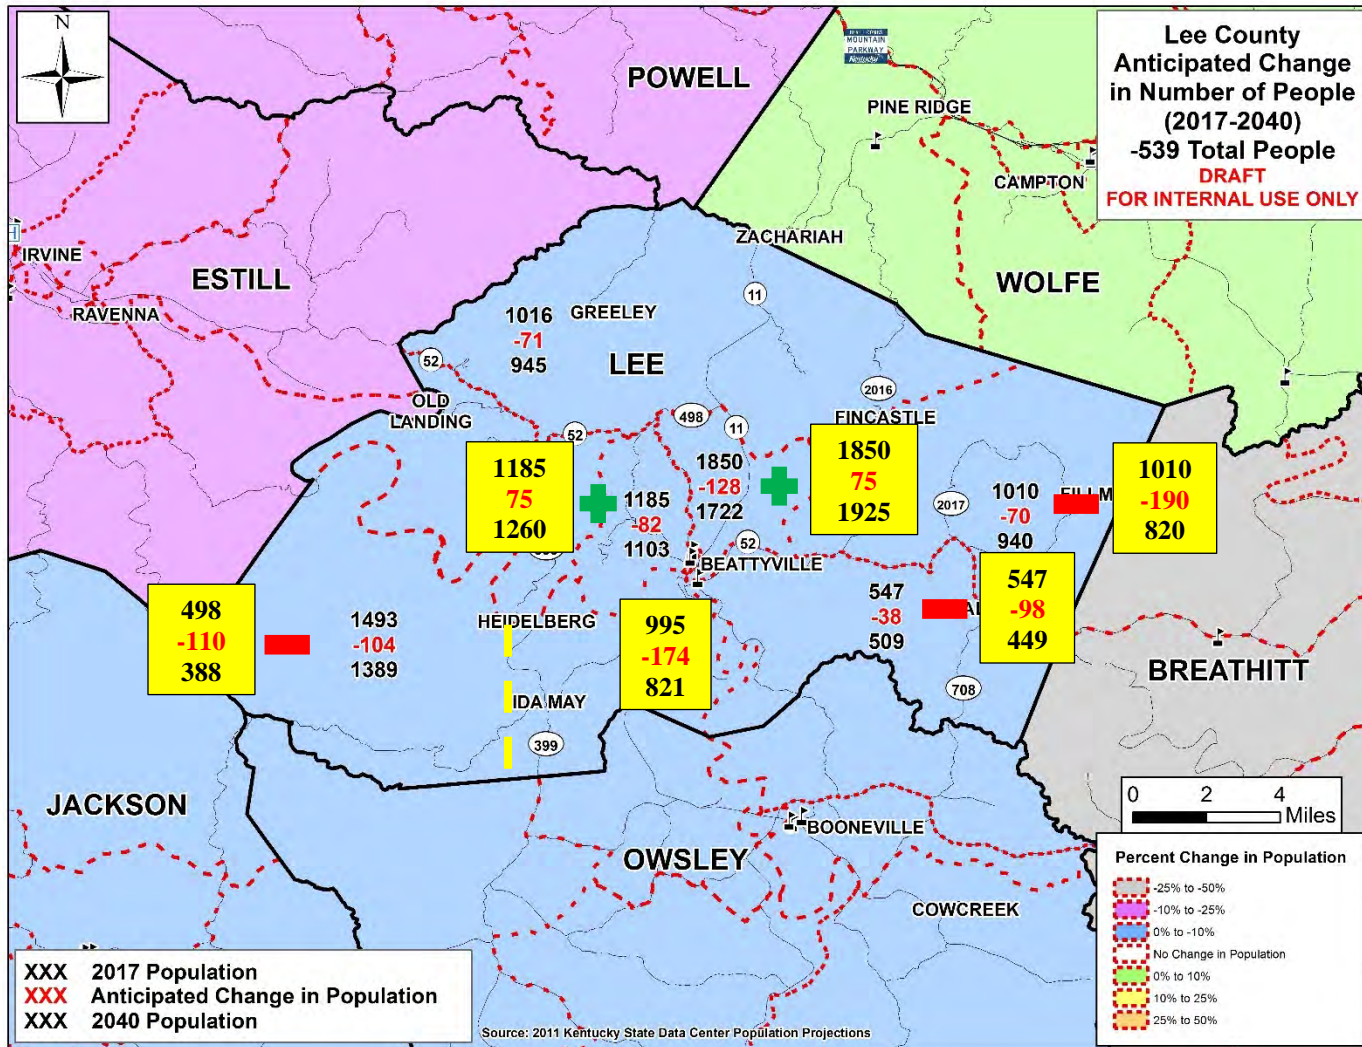 N
POWELL
MOUNTAIN
PARKWAY
Kentucky
PINE RIDGE
CAMPTON
Lee County
Anticipated Change
in Number of People
(2017-2040)
-539 Total People
DRAFT
FOR INTERNAL USE ONLY
ZACHARIAH
WOLFE
H
IRVINE
ESTILL
RAVENNA
11
1016
-71
945
GREELEY
LEE
52
OLD
LANDING
52
498
11
2016
FINCASTLE
1185
75
1260
1185
-82
1103
1850
-128
1722
1850
75
1925
2017
1010
-70
940
FILLM
1010
-190
820
52
BEATTYVILLE
547
-38
509
547
-98
449
498
-110
388
1493
-104
1389
HEIDELBERG
995
-174
821
IDA MAY
399
708
BREATHITT
JACKSON
OWSLEY
BOONEVILLE
COWCREEK
0 2 4
Miles
Percent Change in Population
-25% to -50%
-10% to -25%
0% to -10%
No Change in Population
0% to 10%
10% to 25%
25% to 50%
XXX 2017 Population
XXX Anticipated Change in Population
XXX 2040 Population
Source: 2011 Kentucky State Data Center Population Projections